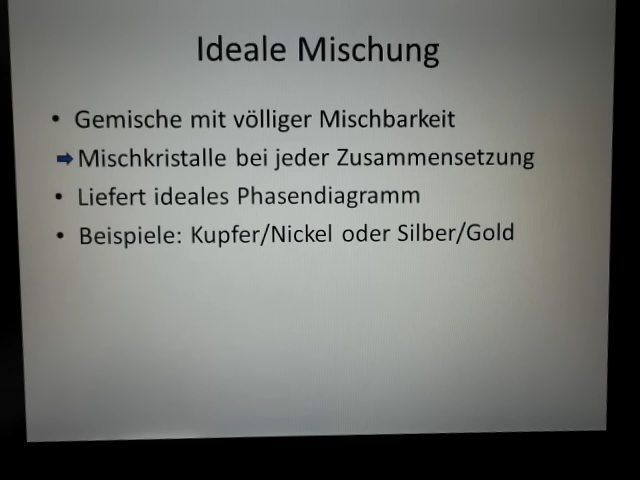 Ideale Mischung
• Gemische mit völliger Mischbarkeit
➡ Mischkristalle bei jeder Zusammensetzung
• Liefert ideales Phasendiagramm
• Beispiele: Kupfer/Nickel oder Silber/Gold